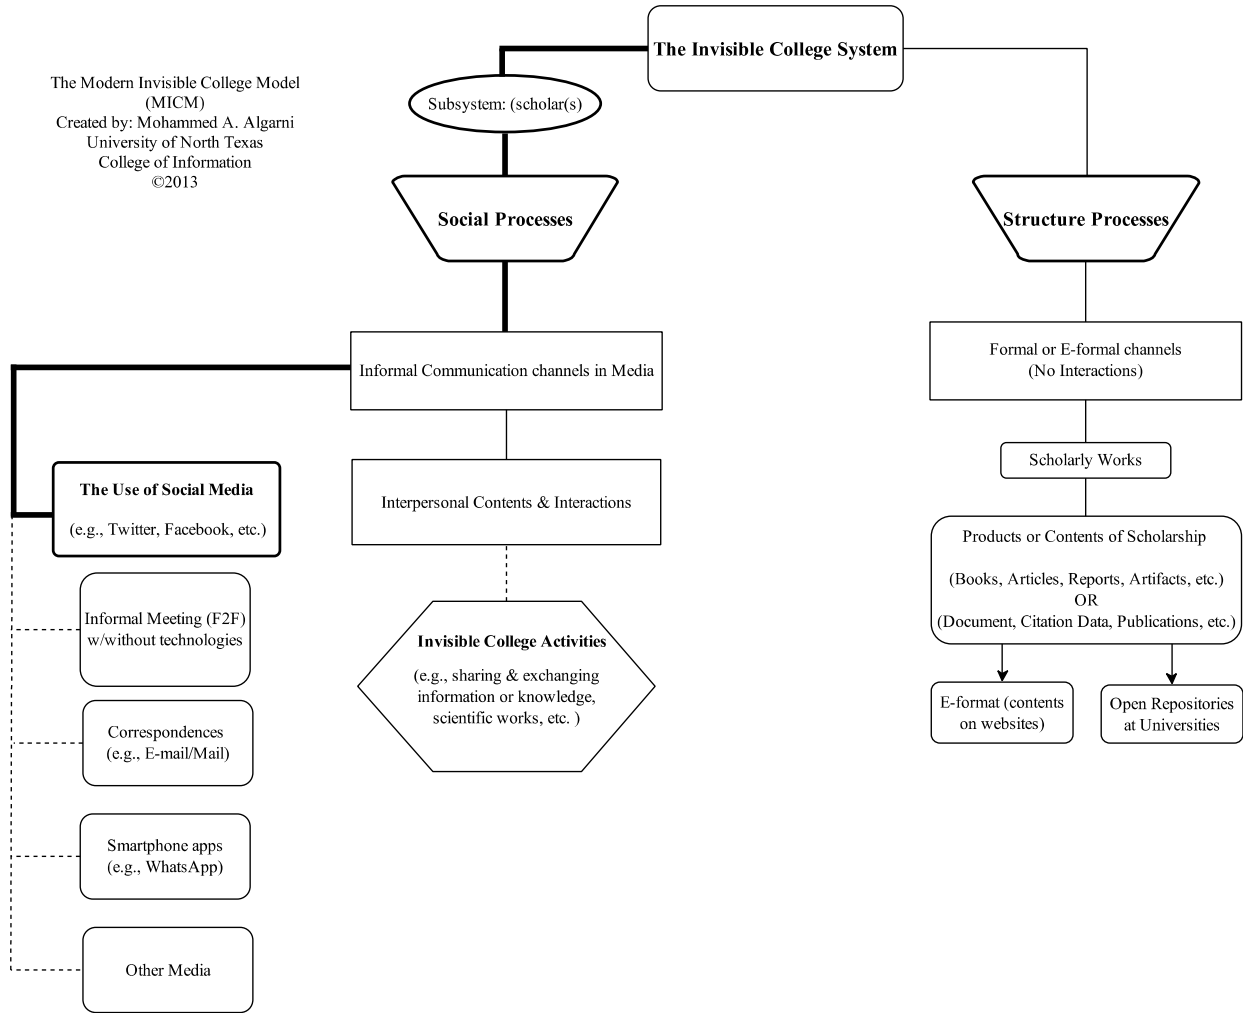 The Invisible College System
The Modern Invisible College Model
(MICM)
Created by: Mohammed A. Algarni
University of North Texas
College of Information
©2013
Subsystem: (scholar(s)
Social Processes
Structure Processes
Informal Communication channels in Media
Formal or E-formal channels
(No Interactions)
Scholarly Works
The Use of Social Media
(e.g., Twitter, Facebook, etc.)
Interpersonal Contents & Interactions
Products or Contents of Scholarship
(Books, Articles, Reports, Artifacts, etc.)
OR
(Document, Citation Data, Publications, etc.)
Informal Meeting (F2F)
w/without technologies
Invisible College Activities
(e.g., sharing & exchanging
information or knowledge,
scientific works, etc. )
E-format (contents
on websites)
Open Repositories
at Universities
Correspondences
(e.g., E-mail/Mail)
Smartphone apps
(e.g., WhatsApp)
Other Media